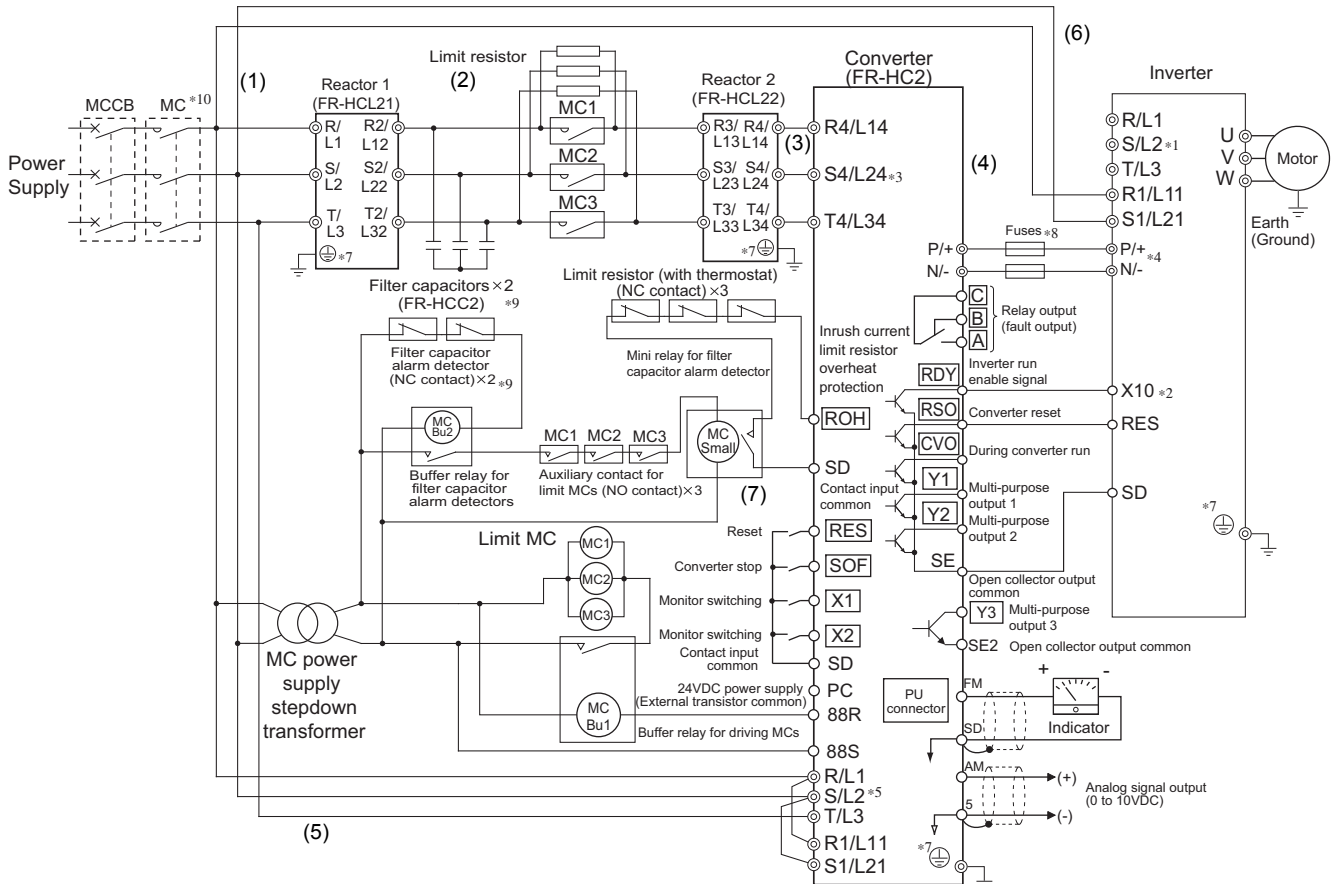 (6)
Converter
(FR-HC2)
Inverter
Limit resistor
(1)
(2)
MCCB
MC *10
Reactor 1
(FR-HCL21)
MC1
MC2
MC3
Reactor 2
(FR-HCL22)
(3)
(4)
Power
Supply
R/
L1
R2/
L12
S/
L2
S2/
L22
T/
L3
T2/
L32
*7
R3/
L13
R4/
L14
S3/
L23
S4/
L24
T3/
L33
T4/
L34
*7
R4/L14
S4/L24 *3
T4/L34
R/L1
S/L2 *1
T/L3
R1/L11
S1/L21
U
V
W
Motor
Earth
(Ground)
P/+
N/-
Fuses *8
P/+
*4
N/-
Filter capacitors×2
(FR-HCC2) *9
Limit resistor (with thermostat)
(NC contact)×3
C
B
A
Relay output
(fault output)
Filter capacitor
alarm detector
(NC contact)×2 *9
Mini relay for filter
capacitor alarm detector
Inrush current
limit resistor
overheat
protection
RDY
Inverter run
enable signal
X10 *2
RSO
Converter reset
RES
ROH
CVO
During converter run
MC
Bu2
MC1
MC2
MC3
MC
Small
Buffer relay for
filter capacitor
alarm detectors
Auxiliary contact for
limit MCs (NO contact)×3
(7)
SD
Contact input
common
Y1
Multi-purpose
output 1
Y2
Multi-purpose
output 2
SD
*7
Limit MC
MC1
MC2
MC3
Reset
RES
Converter stop
SOF
Monitor switching
X1
Monitor switching
X2
Contact input
common
SD
SE
Open collector output
common
Y3
Multi-purpose
output 3
SE2
Open collector output common
MC power
supply
stepdown
transformer
MC
Bu1
24VDC power supply
(External transistor common)
PC
88R
Buffer relay for driving MCs
88S
PU
connector
FM
+
-
Indicator
SD
AM
(+)
Analog signal output
(0 to 10VDC)
5
(-)
R/L1
S/L2 *5
T/L3
(5)
R1/L11
S1/L21
*7